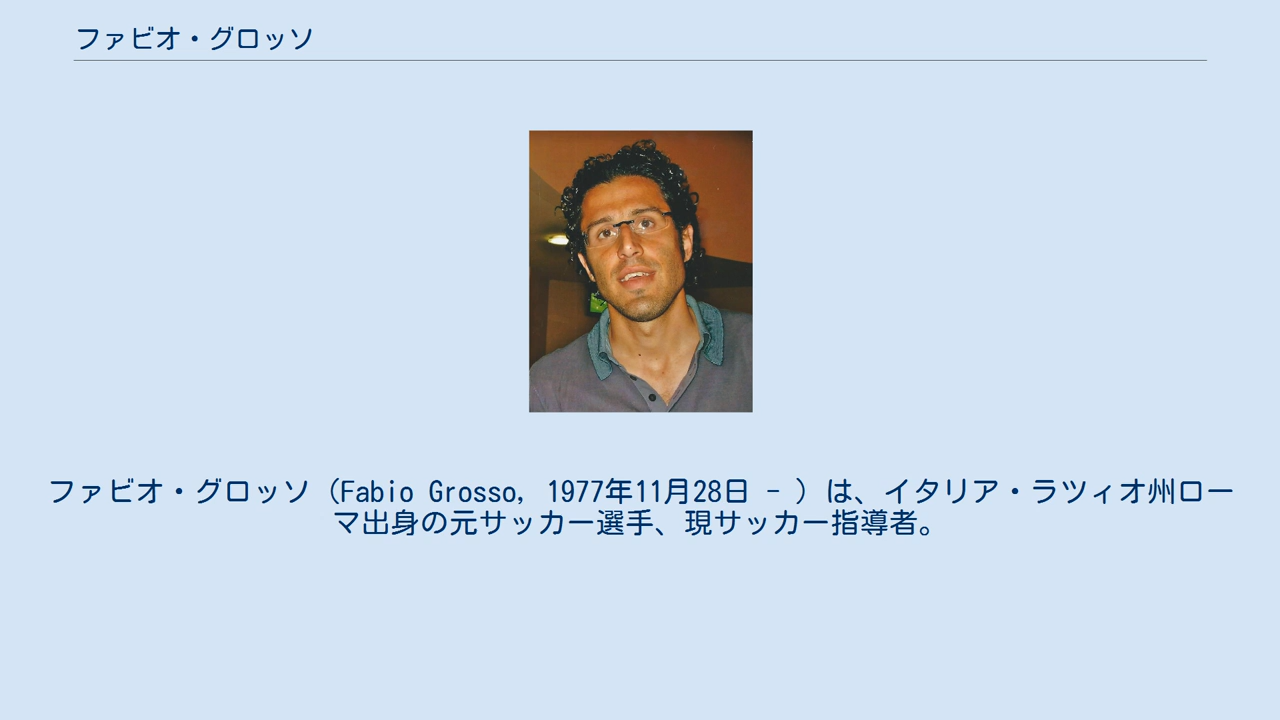 ファビオ・グロッソ
ファビオ・グロッソ（Fabio Grosso, 1977年11月28日 - ）は、イタリア・ラツィオ州ロー
マ出身の元サッカー選手、現サッカー指導者。